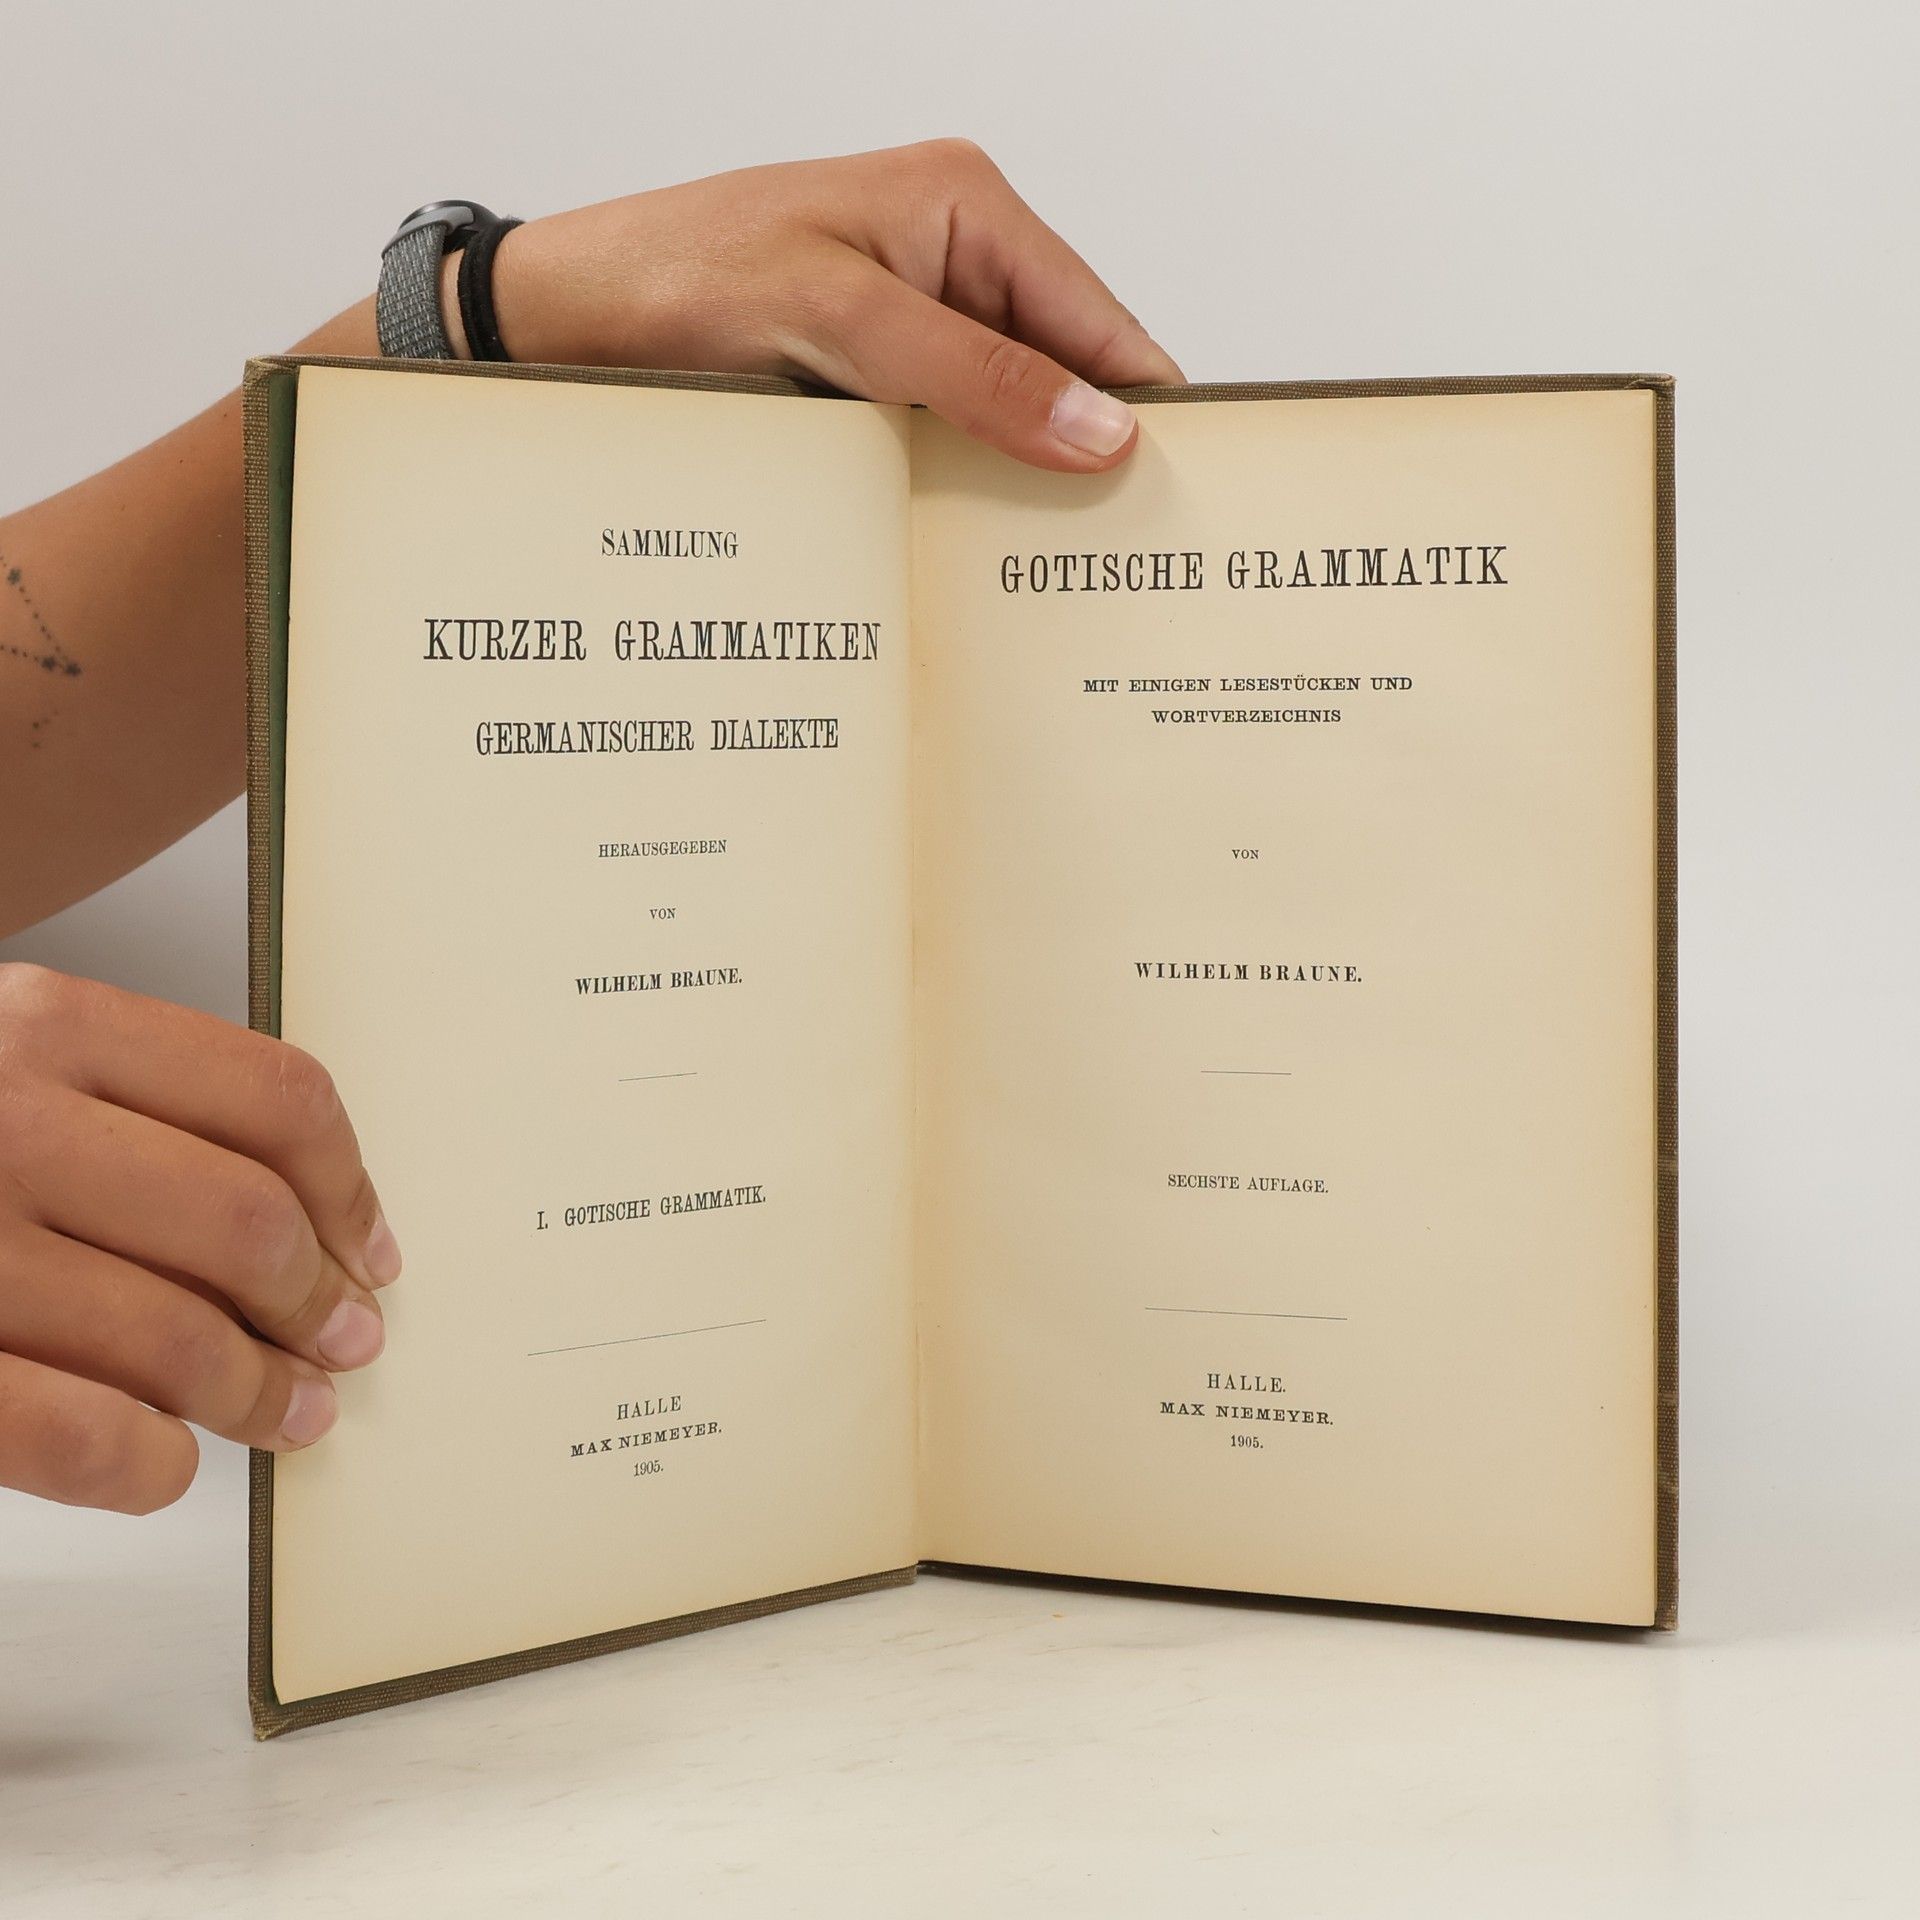 SAMMLUNG
KURZER GRAMMATIKEN
GERMANISCHER DIALEKTE
HERAUSGEGEBEN
VON
WILHELM BRAUNE.
I. GOTISCHE GRAMMATIK.
HALLE
MAX NIEMEYER.
1905.
GOTISCHE GRAMMATIK
MIT EINIGEN LESESTÜCKEN UND
WORTVERZEICHNIS
VON
WILHELM BRAUNE.
SECHSTE AUFLAGE.
HALLE.
MAX NIEMEYER.
1905.